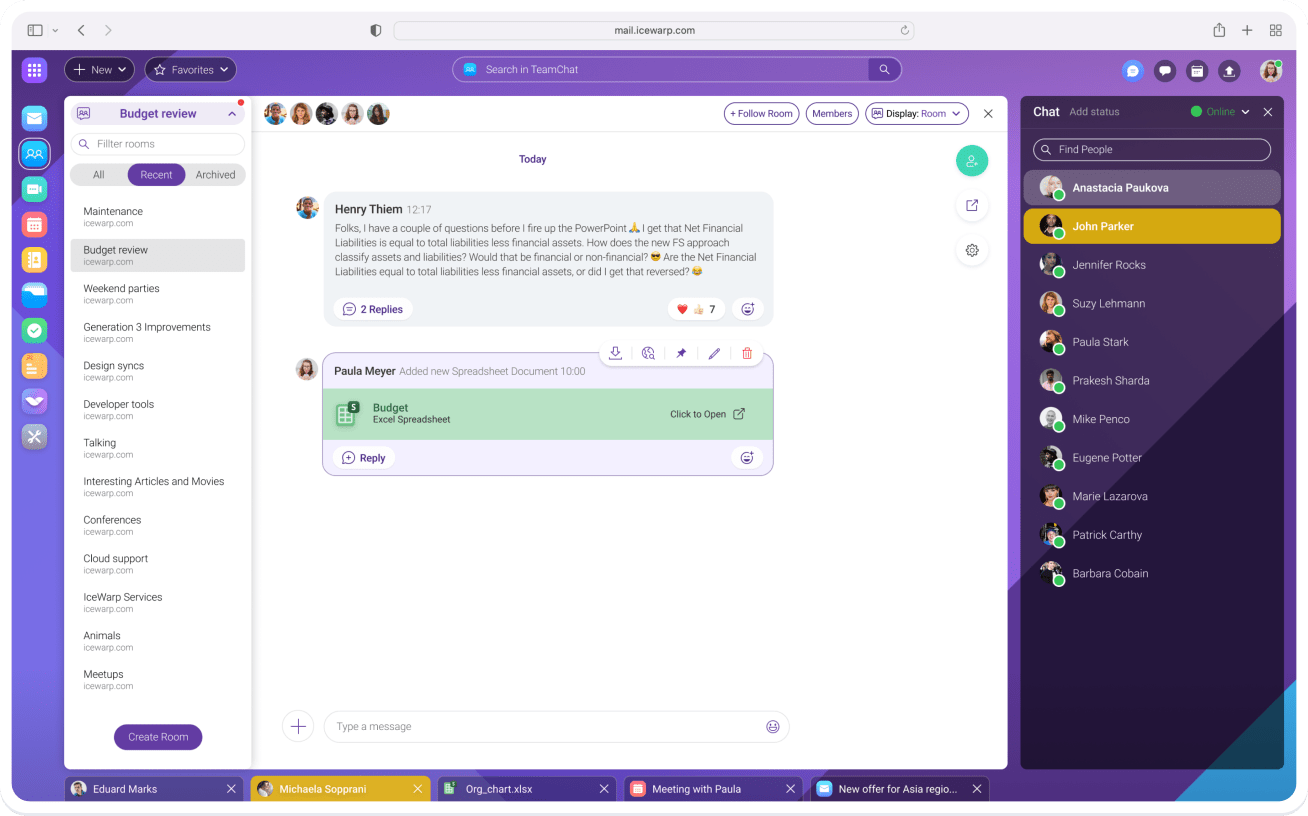 mail.icewarp.com
New
Favorites
Search in TeamChat
Budget review
Fillter rooms
All
Recent
Archived
Maintenance
icewarp.com
Budget review
icewarp.com
Weekend parties
icewarp.com
Generation 3 Improvements
icewarp.com
Design syncs
icewarp.com
Developer tools
icewarp.com
Talking
icewarp.com
Interesting Articles and Movies
icewarp.com
Conferences
icewarp.com
Cloud support
icewarp.com
IceWarp Services
icewarp.com
Animals
icewarp.com
Meetups
icewarp.com
Create Room
+ Follow Room
Members
Display: Room
Today
Henry Thiem 12:17
Folks, I have a couple of questions before I fire up the PowerPoint 🙏 I get that Net Financial
Liabilities is equal to total liabilities less financial assets. How does the new FS approach
classify assets and liabilities? Would that be financial or non-financial? 😎 Are the Net Financial
Liabilities equal to total liabilities less financial assets, or did I get that reversed? 😂
2 Replies
❤️ 👍 7
Paula Meyer Added new Spreadsheet Document 10:00
S
Budget
Excel Spreadsheet
Click to Open
Reply
Type a message
Chat
Add status
Online
Find People
Anastacia Paukova
John Parker
Jennifer Rocks
Suzy Lehmann
Paula Stark
Prakesh Sharda
Mike Penco
Eugene Potter
Marie Lazarova
Patrick Carthy
Barbara Cobain
Eduard Marks
Michaela Sopprani
Org_chart.xlsx
Meeting with Paula
New offer for Asia regio...